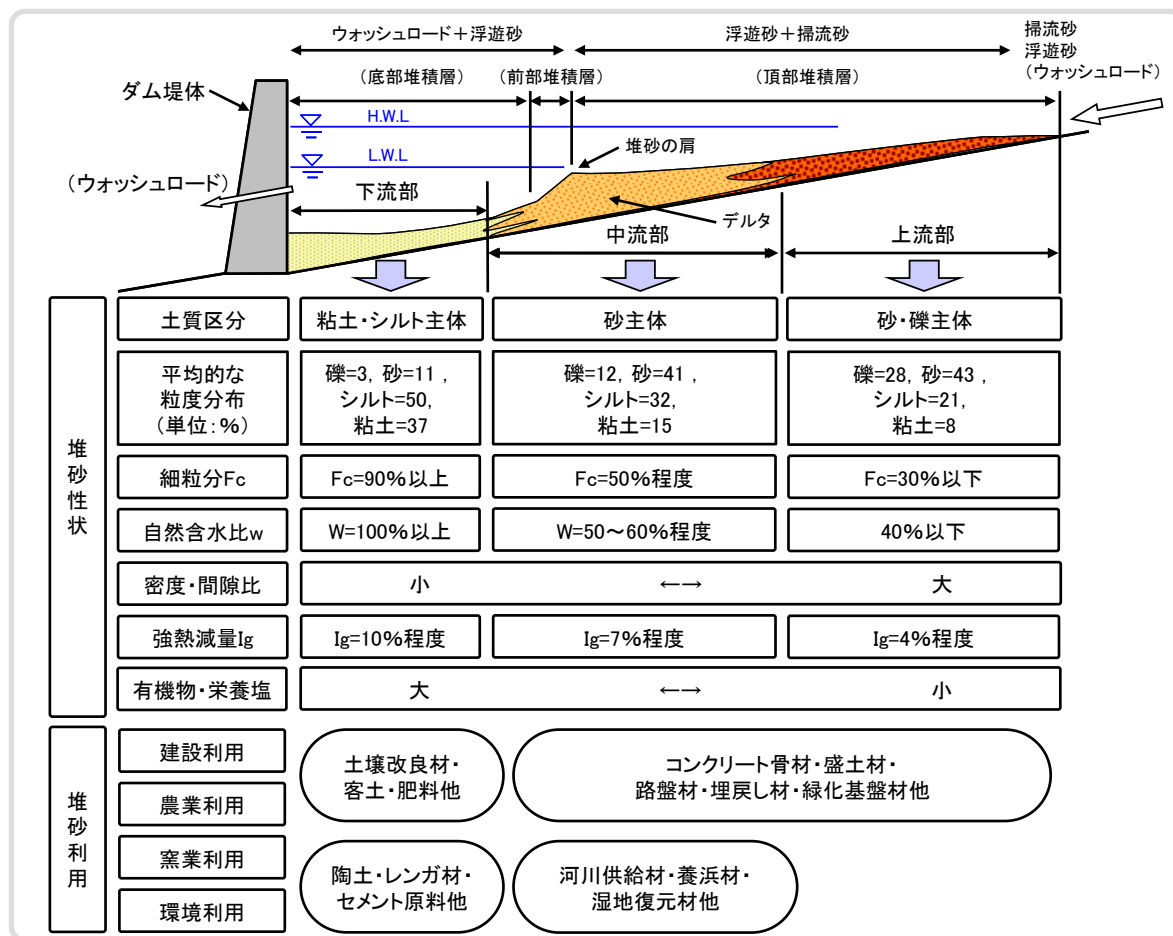 ウォッシュロード＋浮遊砂
浮遊砂＋掃流砂
掃流砂
浮遊砂
（ウォッシュロード）
（底部堆積層）
（前部堆積層）
（頂部堆積層）
ダム堤体
H.W.L
堆砂の肩
L.W.L
（ウォッシュロード）
下流部
デルタ
中流部
上流部
堆砂性状
土質区分
粘土・シルト主体
砂主体
砂・礫主体
平均的な
粒度分布
（単位：％）
礫=3，砂=11，
シルト=50，
粘土=37
礫=12，砂=41，
シルト=32，
粘土=15
礫=28，砂=43，
シルト=21，
粘土=8
細粒分Fc
Fc=90%以上
Fc=50%程度
Fc=30%以下
自然含水比w
W=100%以上
W=50～60%程度
40%以下
密度・間隙比
小
←→
大
強熱減量Ig
Ig=10%程度
Ig=7%程度
Ig=4%程度
有機物・栄養塩
大
←→
小
堆砂利用
建設利用
農業利用
窯業利用
環境利用
土壌改良材・
客土・肥料他
コンクリート骨材・盛土材・
路盤材・埋戻し材・緑化基盤材他
陶土・レンガ材・
セメント原料他
河川供給材・養浜材・
湿地復元材他